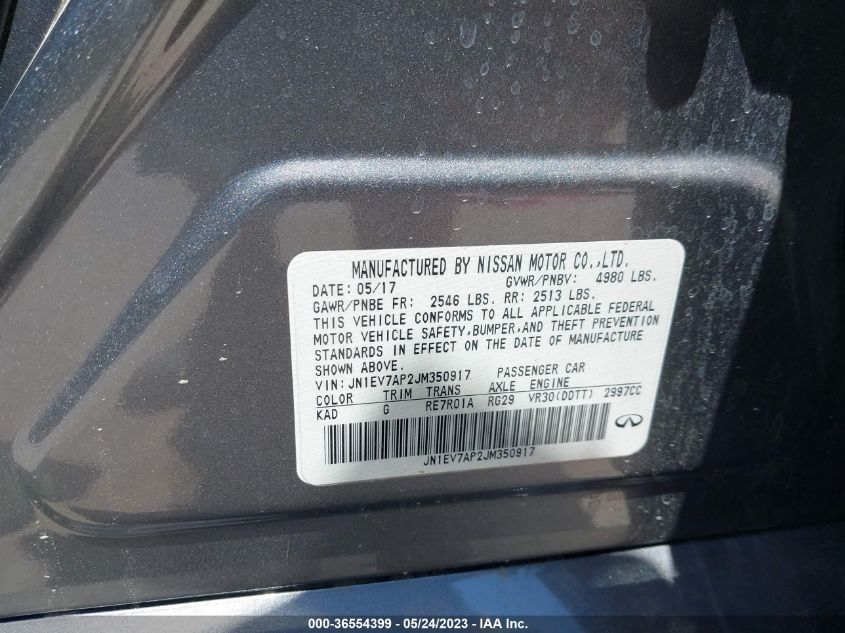 MANUFACTURED BY NISSAN MOTOR CO.,LTD.
DATE: 05/17 GVWR/PNBV: 4980 LBS.
GAWR/PNBE FR: 2546 LBS. RR: 2513 LBS.
THIS VEHICLE CONFORMS TO ALL APPLICABLE FEDERAL
MOTOR VEHICLE SAFETY,BUMPER,AND THEFT PREVENTION
STANDARDS IN EFFECT ON THE DATE OF MANUFACTURE
SHOWN ABOVE.
VIN: JN1EV7AP2JM350917 PASSENGER CAR
COLOR TRIM TRANS AXLE ENGINE
KAD G RE7R01A RG29 VR30(DDTT) 2997CC
JN1EV7AP2JM350917
000-36554399 - 05/24/2023 - IAA Inc.